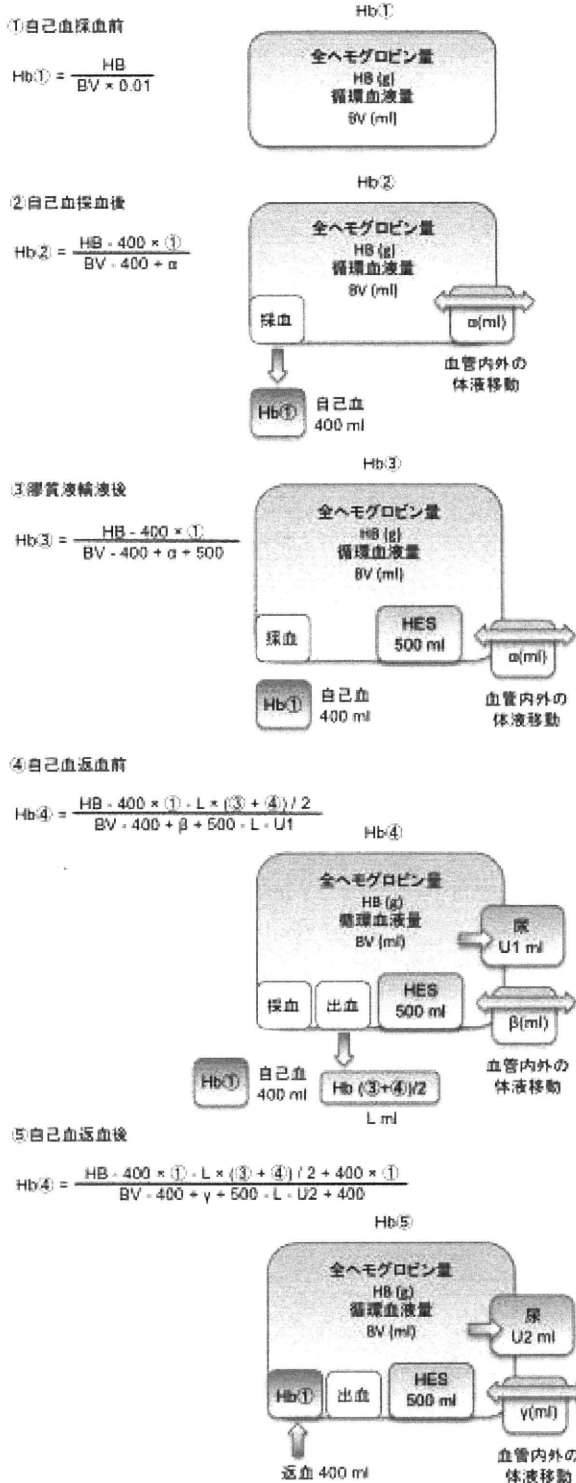 Hb①
①自己血採血前
Hb① = HB / BV × 0.01
全ヘモグロビン量
HB (g)
循環血液量
BV (ml)
Hb②
②自己血採血後
Hb② = HB - 400 × ① / BV - 400 + α
全ヘモグロビン量
HB (g)
循環血液量
BV (ml)
採血
α(ml)
血管内外の
体液移動
Hb①
自己血
400 ml
Hb③
③膠質液輸液後
Hb③ = HB - 400 × ① / BV - 400 + α + 500
全ヘモグロビン量
HB (g)
循環血液量
BV (ml)
採血
HES
500 ml
α(ml)
Hb①
自己血
400 ml
血管内外の
体液移動
④自己血返血前
Hb④ = HB - 400 × ① - L × (③ + ④) / 2 / BV - 400 + β + 500 - L - U1
Hb④
全ヘモグロビン量
HB (g)
循環血液量
BV (ml)
尿
U1 ml
採血
出血
HES
500 ml
β(ml)
血管内外の
体液移動
Hb①
自己血
400 ml
Hb (③+④)/2
L ml
⑤自己血返血後
Hb④ = HB - 400 × ① - L × (③ + ④) / 2 + 400 × ① / BV - 400 + γ + 500 - L - U2 + 400
Hb⑤
全ヘモグロビン量
HB (g)
循環血液量
BV (ml)
尿
U2 ml
Hb①
出血
HES
500 ml
γ(ml)
返血 400 ml
血管内外の
体液移動